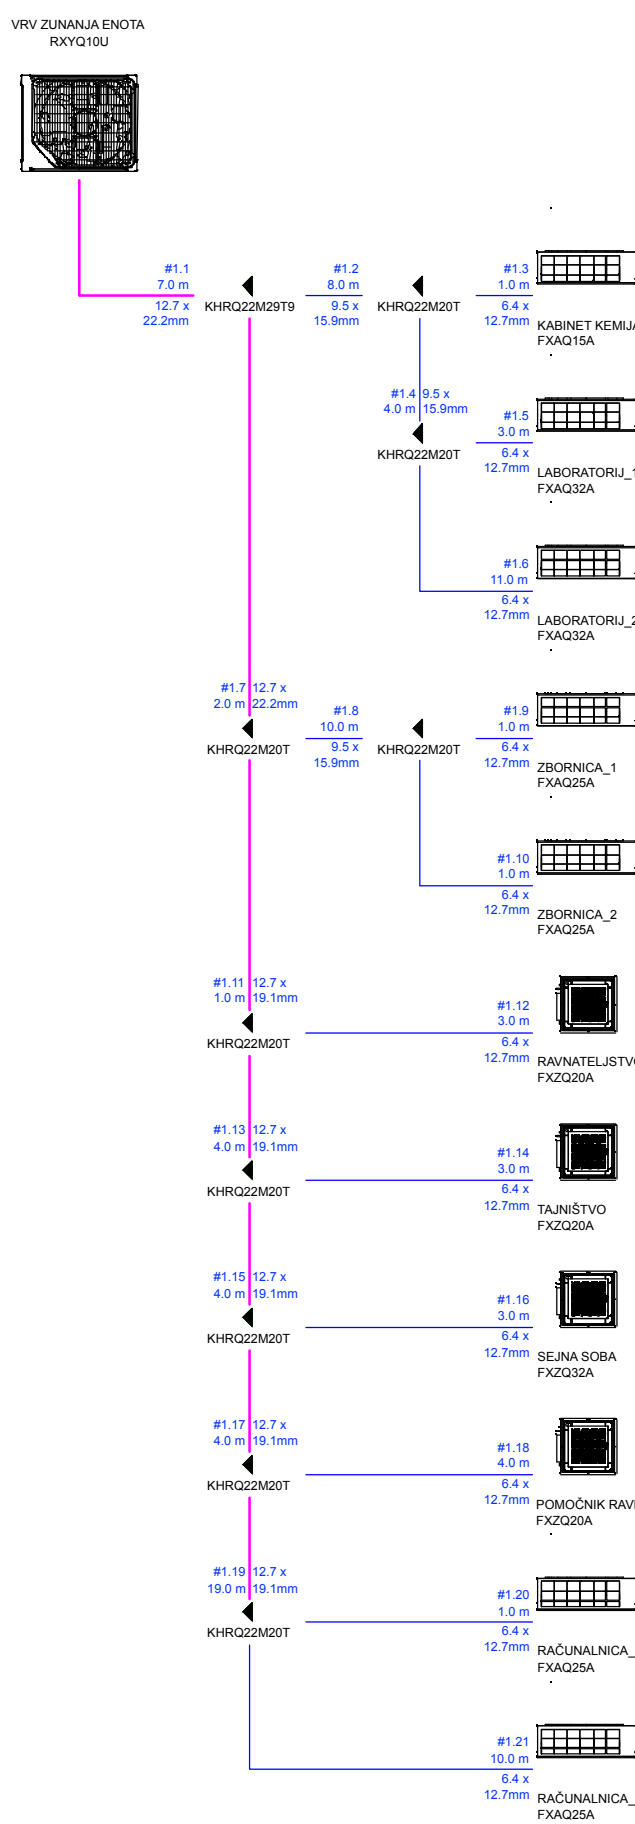 VRV ZUNANJA ENOTA
RXYQ10U
#1.1
7.0 m
12.7 x
22.2mm
KHRQ22M29T9
#1.2
8.0 m
9.5 x
15.9mm
KHRQ22M20T
#1.3
1.0 m
6.4 x
12.7mm
KABINET KEMIJA
FXAQ15A
#1.4 9.5 x
4.0 m 15.9mm
KHRQ22M20T
#1.5
3.0 m
6.4 x
12.7mm
LABORATORIJ_1
FXAQ32A
#1.6
11.0 m
6.4 x
12.7mm
LABORATORIJ_2
FXAQ32A
#1.7 12.7 x
2.0 m 22.2mm
KHRQ22M20T
#1.8
10.0 m
9.5 x
15.9mm
KHRQ22M20T
#1.9
1.0 m
6.4 x
12.7mm
ZBORNICA_1
FXAQ25A
#1.10
1.0 m
6.4 x
12.7mm
ZBORNICA_2
FXAQ25A
#1.11 12.7 x
1.0 m 19.1mm
KHRQ22M20T
#1.12
3.0 m
6.4 x
12.7mm
RAVNATELJSTVO
FXZQ20A
#1.13 12.7 x
4.0 m 19.1mm
KHRQ22M20T
#1.14
3.0 m
6.4 x
12.7mm
TAJNIŠTVO
FXZQ20A
#1.15 12.7 x
4.0 m 19.1mm
KHRQ22M20T
#1.16
3.0 m
6.4 x
12.7mm
SEJNA SOBA
FXZQ32A
#1.17 12.7 x
4.0 m 19.1mm
KHRQ22M20T
#1.18
4.0 m
6.4 x
12.7mm
POMOČNIK
FXZQ20A
#1.19 12.7 x
19.0 m 19.1mm
KHRQ22M20T
#1.20
1.0 m
6.4 x
12.7mm
RAČUNALNICA_
FXAQ25A
#1.21
10.0 m
6.4 x
12.7mm
RAČUNALNICA_
FXAQ25A